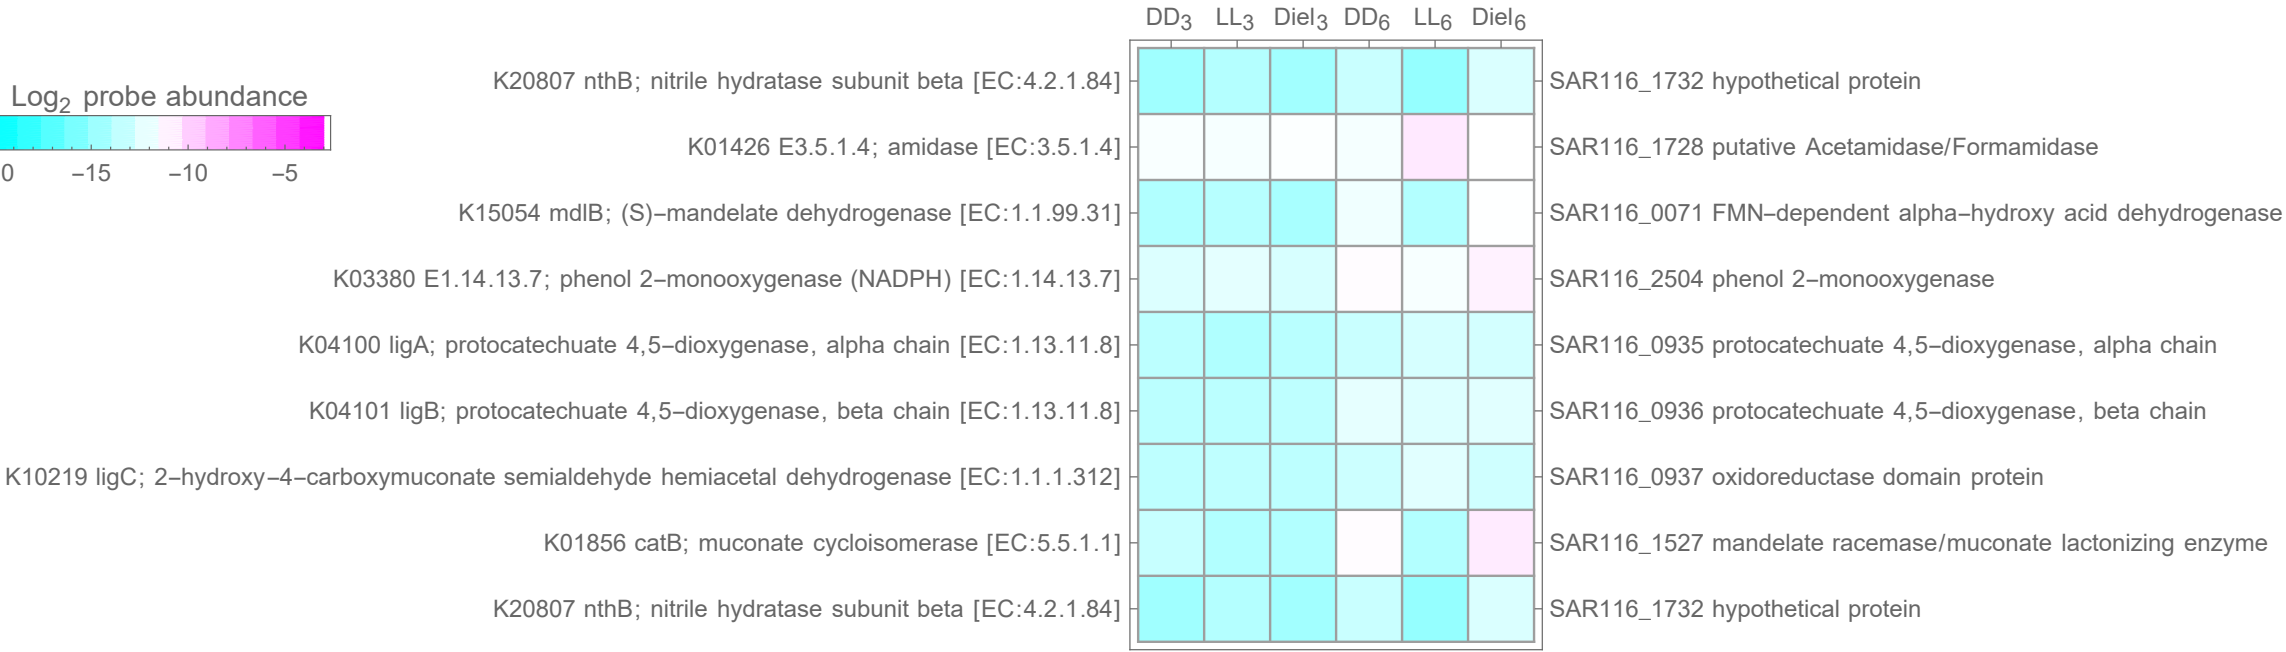 DD3 LL3 Diel3 DD6 LL6 Diel6
Log2 probe abundance
0 −15 −10 −5
K20807 nthB; nitrile hydratase subunit beta [EC:4.2.1.84] SAR116_1732 hypothetical protein
K01426 E3.5.1.4; amidase [EC:3.5.1.4] SAR116_1728 putative Acetamidase/Formamidase
K15054 mdlB; (S)−mandelate dehydrogenase [EC:1.1.99.31] SAR116_0071 FMN−dependent alpha−hydroxy acid dehydrogenase
K03380 E1.14.13.7; phenol 2−monooxygenase (NADPH) [EC:1.14.13.7] SAR116_2504 phenol 2−monooxygenase
K04100 ligA; protocatechuate 4,5−dioxygenase, alpha chain [EC:1.13.11.8] SAR116_0935 protocatechuate 4,5−dioxygenase, alpha chain
K04101 ligB; protocatechuate 4,5−dioxygenase, beta chain [EC:1.13.11.8] SAR116_0936 protocatechuate 4,5−dioxygenase, beta chain
K10219 ligC; 2−hydroxy−4−carboxymuconate semialdehyde hemiacetal dehydrogenase [EC:1.1.1.312] SAR116_0937 oxidoreductase domain protein
K01856 catB; muconate cycloisomerase [EC:5.5.1.1] SAR116_1527 mandelate racemase/muconate lactonizing enzyme
K20807 nthB; nitrile hydratase subunit beta [EC:4.2.1.84] SAR116_1732 hypothetical protein